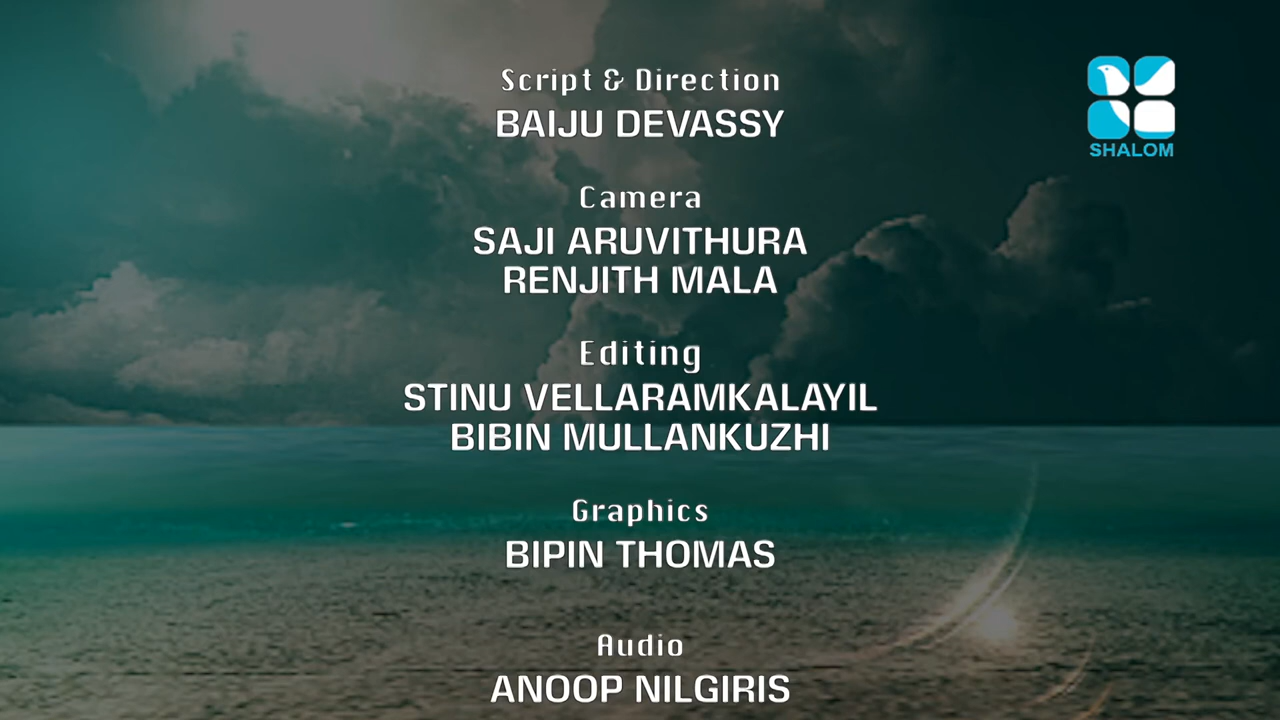 Script & Direction
BAIJU DEVASSY
SHALOM
Camera
SAJI ARUVITHURA
RENJITH MALA
Editing
STINU VELLARAMKALAYIL
BIBIN MULLANKUZHI
Graphics
BIPIN THOMAS
Audio
ANOOP NILGIRIS